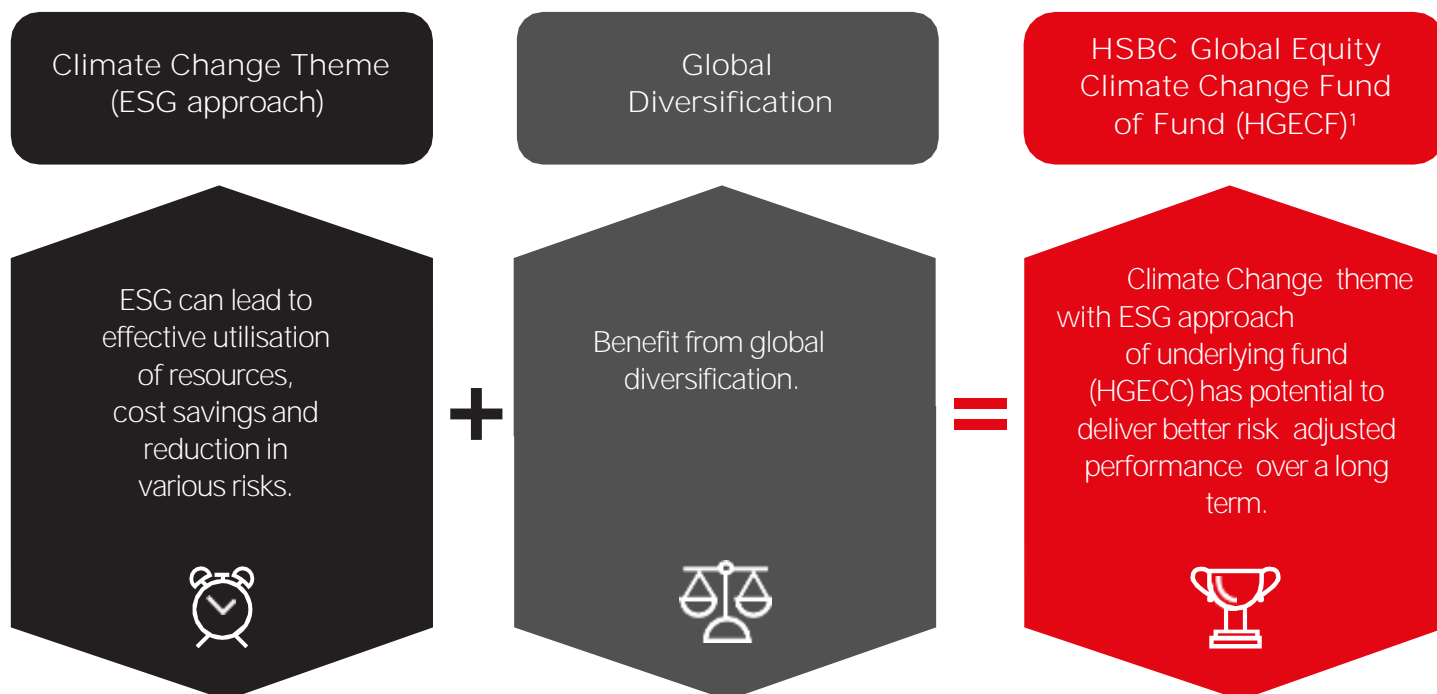 Climate Change Theme
(ESG approach)
Global
Diversification
HSBC Global Equity
Climate Change Fund
of Fund (HGECF)¹
ESG can lead to
effective utilisation
of resources,
cost savings and
reduction in
various risks.
+
Benefit from global
diversification.
=
Climate Change theme
with ESG approach
of underlying fund
(HGECC) has potential to
deliver better risk adjusted
performance over a long
term.